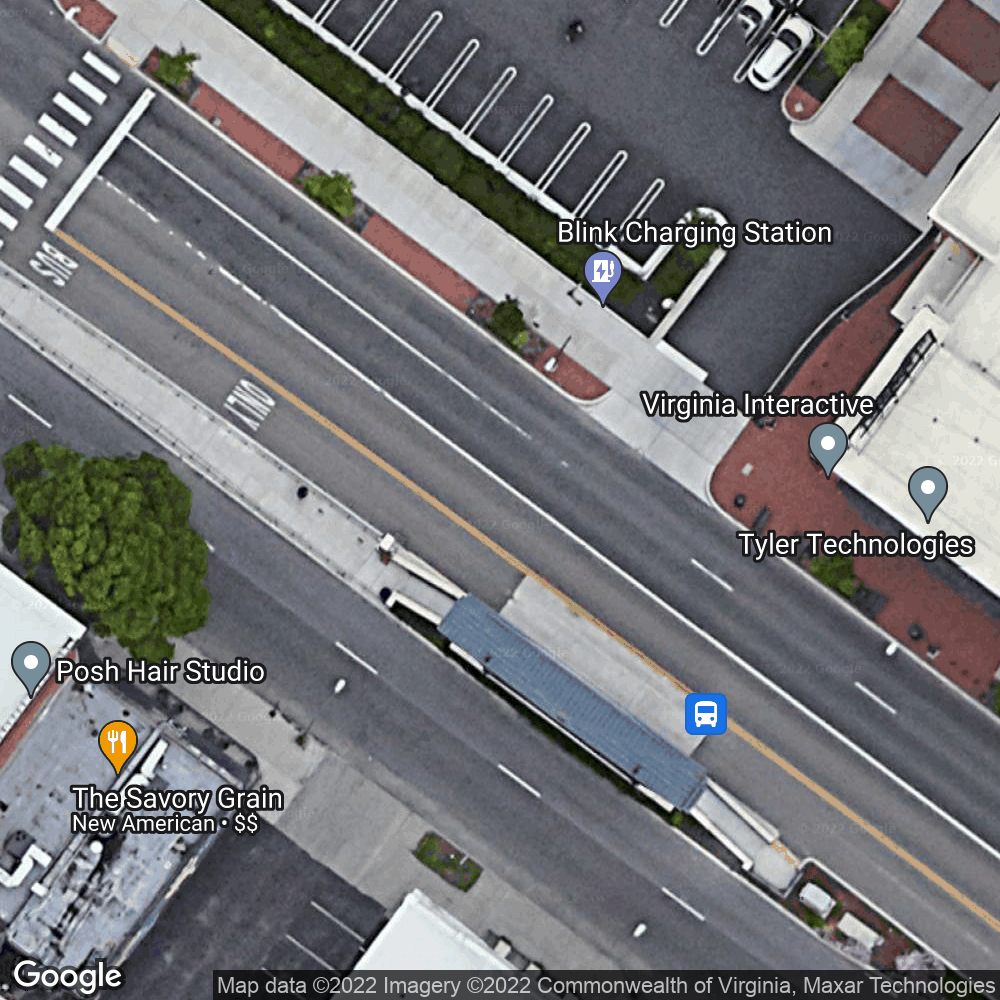 BUS
Blink Charging Station
ONLY
Virginia Interactive
Tyler Technologies
Posh Hair Studio
The Savory Grain
New American • $$
Google
Map data ©2022 Imagery ©2022 Commonwealth of Virginia, Maxar Technologies